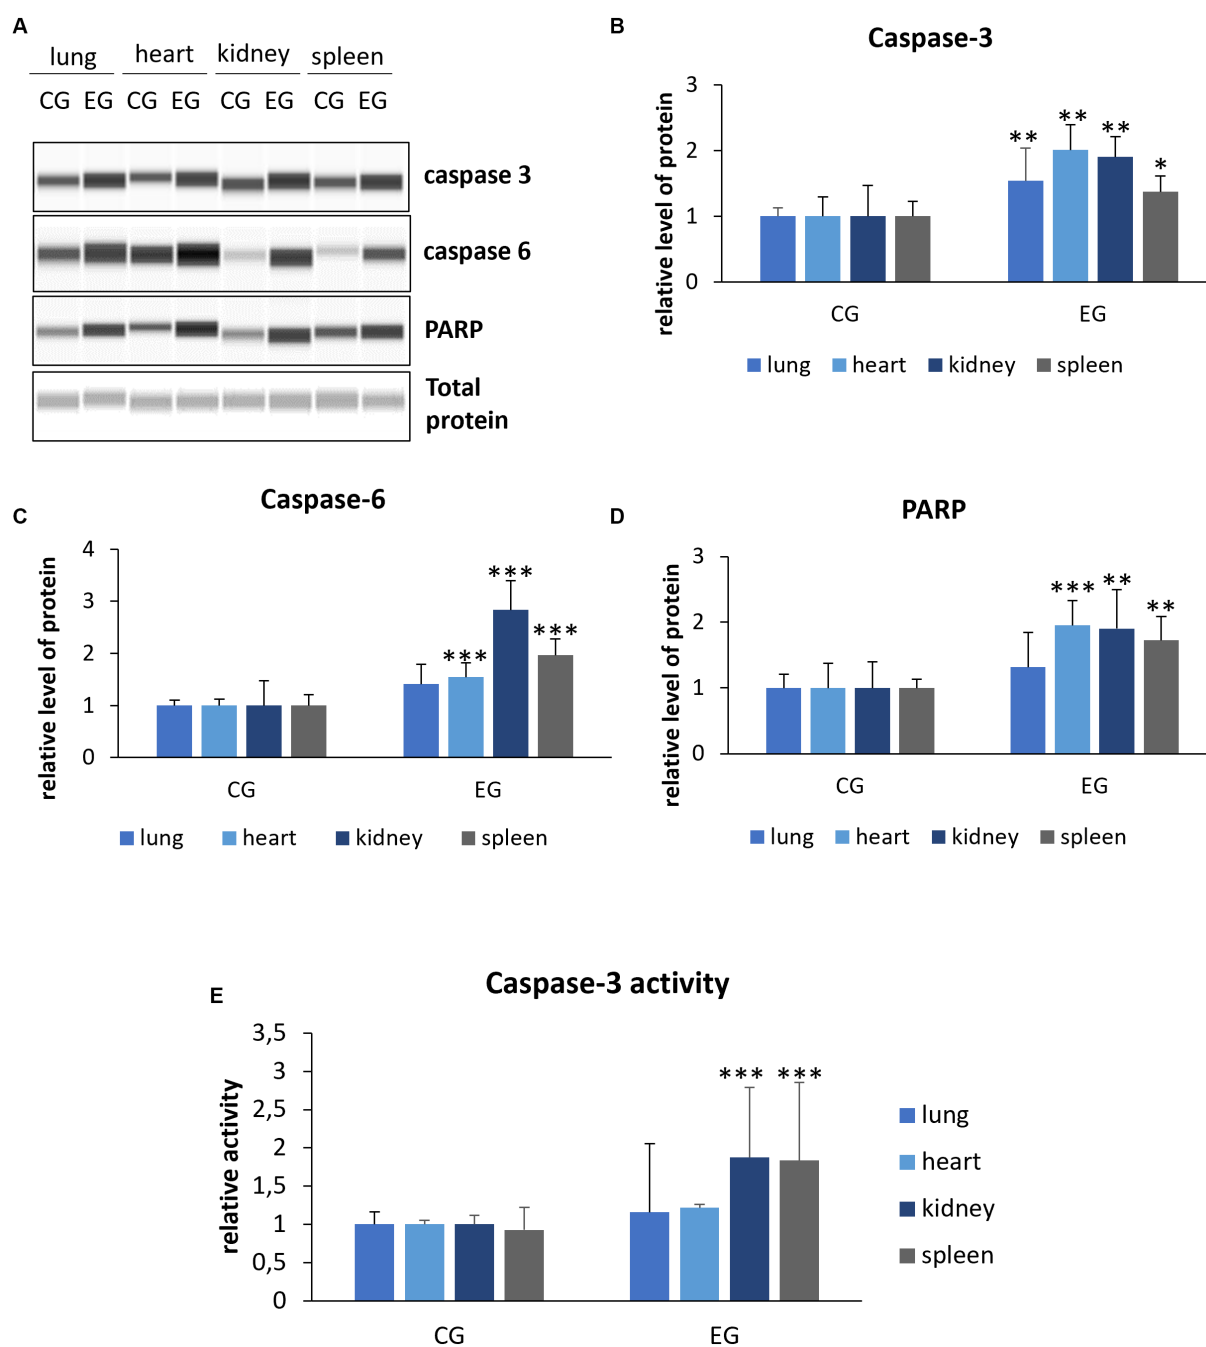 A
lung heart kidney spleen
CG EG CG EG CG EG CG EG
caspase 3
caspase 6
PARP
Total
protein
B
Caspase-3
relative level of protein
3
2
1
0
** ** ** *
CG EG
lung heart kidney spleen
C
Caspase-6
relative level of protein
4
3
2
1
0
*** *** ***
CG EG
lung heart kidney spleen
D
PARP
relative level of protein
3
2
1
0
*** ** **
CG EG
lung heart kidney spleen
E
Caspase-3 activity
relative activity
3,5
3
2,5
2
1,5
1
0,5
0
*** ***
CG EG
lung
heart
kidney
spleen